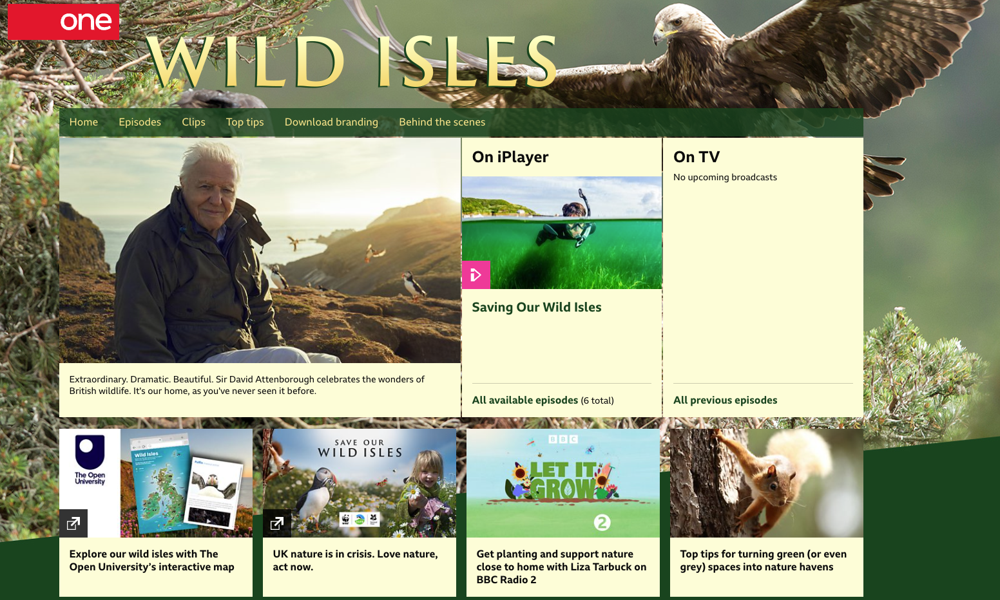 one
WILD ISLES
Home Episodes Clips Top tips Download branding Behind the scenes
On iPlayer
On TV
No upcoming broadcasts
Saving Our Wild Isles
Extraordinary. Dramatic. Beautiful. Sir David Attenborough celebrates the wonders of
British wildlife. It's our home, as you've never seen it before.
All available episodes (6 total)
All previous episodes
The Open
University
Wild Isles
Puffin
SAVE OUR
WILD ISLES
WWF
BBC
LET IT
GROW
2
Explore our wild isles with The
Open University’s interactive map
UK nature is in crisis. Love nature,
act now.
Get planting and support nature
close to home with Liza Tarbuck on
BBC Radio 2
Top tips for turning green (or even
grey) spaces into nature havens